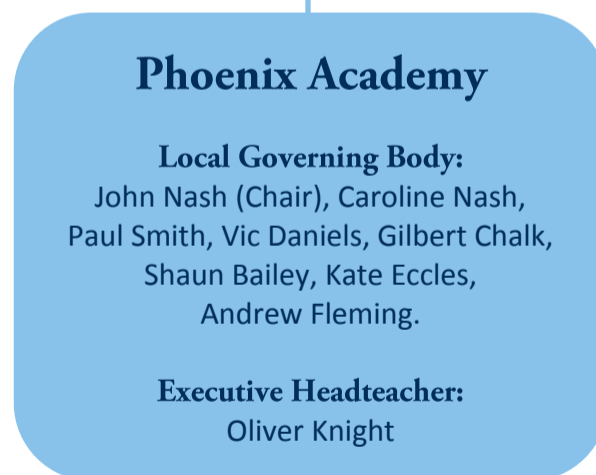 Phoenix Academy
Local Governing Body:
John Nash (Chair), Caroline Nash,
Paul Smith, Vic Daniels, Gilbert Chalk,
Shaun Bailey, Kate Eccles,
Andrew Fleming.
Executive Headteacher:
Oliver Knight